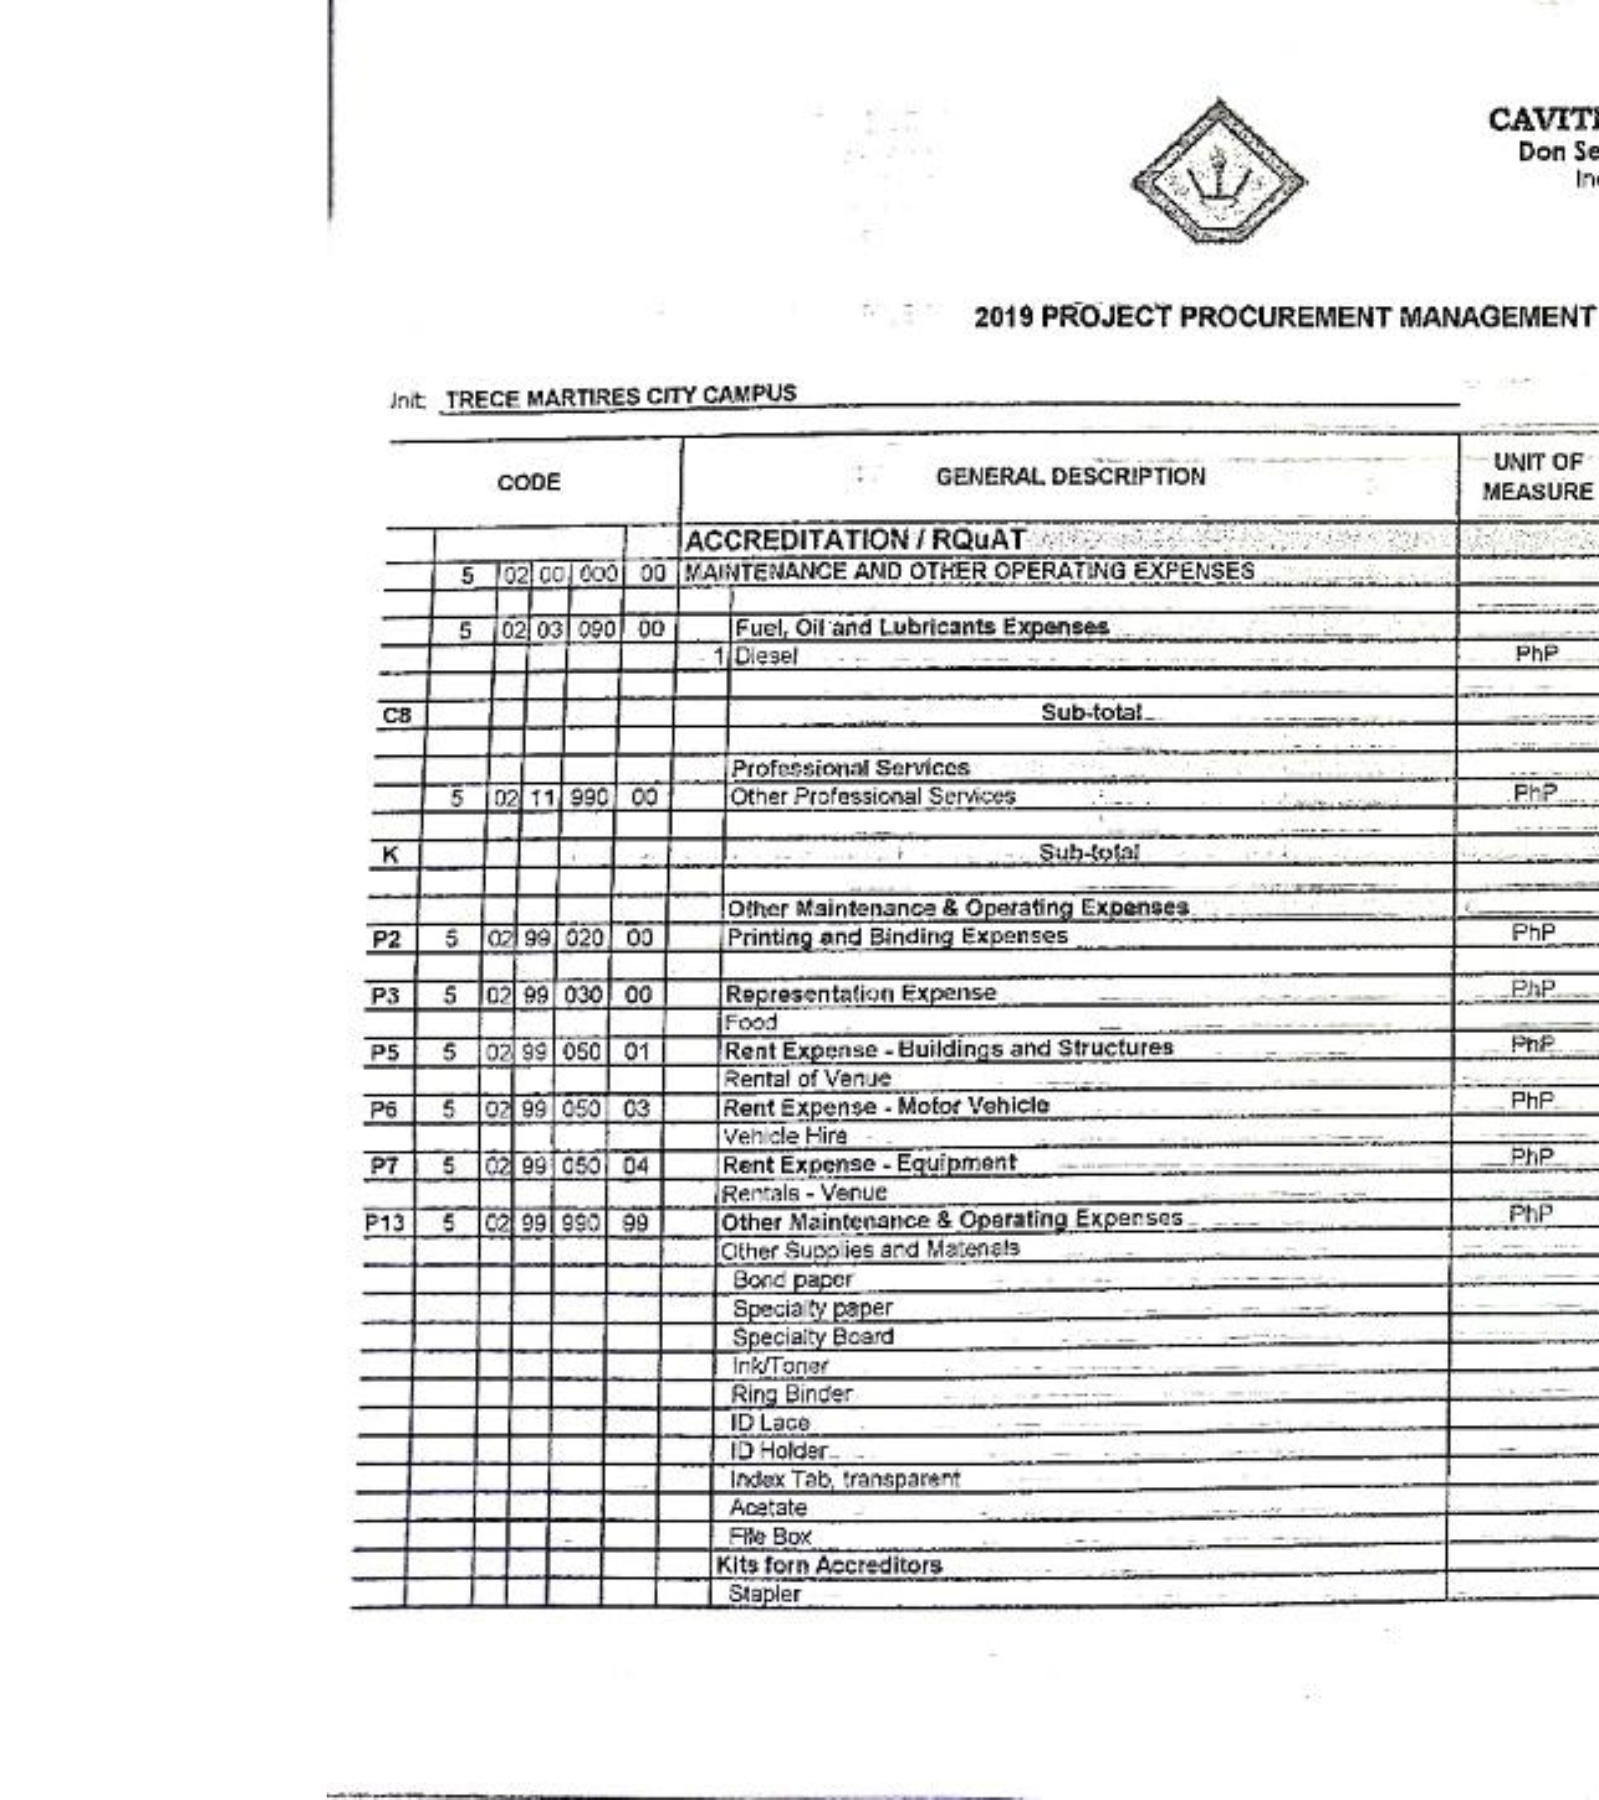 CAVIT
Don Se
In
2019 PROJECT PROCUREMENT MANAGEMENT
Jnit: TRECE MARTIRES CITY CAMPUS
CODE GENERAL DESCRIPTION UNIT OF MEASURE
ACCREDITATION / RQuAT
5 02 00 000 00 MAINTENANCE AND OTHER OPERATING EXPENSES
5 02 03 090 00 Fuel, Oil and Lubricants Expenses
1 Diesel PhP
C8 Sub-total
Professional Services
5 02 11 990 00 Other Professional Services PhP
K Sub-total
Other Maintenance & Operating Expenses
P2 5 02 99 020 00 Printing and Binding Expenses PhP
P3 5 02 99 030 00 Representation Expense PhP
Food
P5 5 02 99 050 01 Rent Expense - Buildings and Structures PhP
Rental of Venue
P6 5 02 99 050 03 Rent Expense - Motor Vehicle PhP
Vehicle Hire
P7 5 02 99 050 04 Rent Expense - Equipment PhP
Rentals - Venue
P13 5 02 99 990 99 Other Maintenance & Operating Expenses PhP
Other Supplies and Materials
Bond paper
Specialty paper
Specialty Board
Ink/Toner
Ring Binder
ID Lace
ID Holder
Index Tab, transparent
Acetate
File Box
Kits forn Accreditors
Stapler